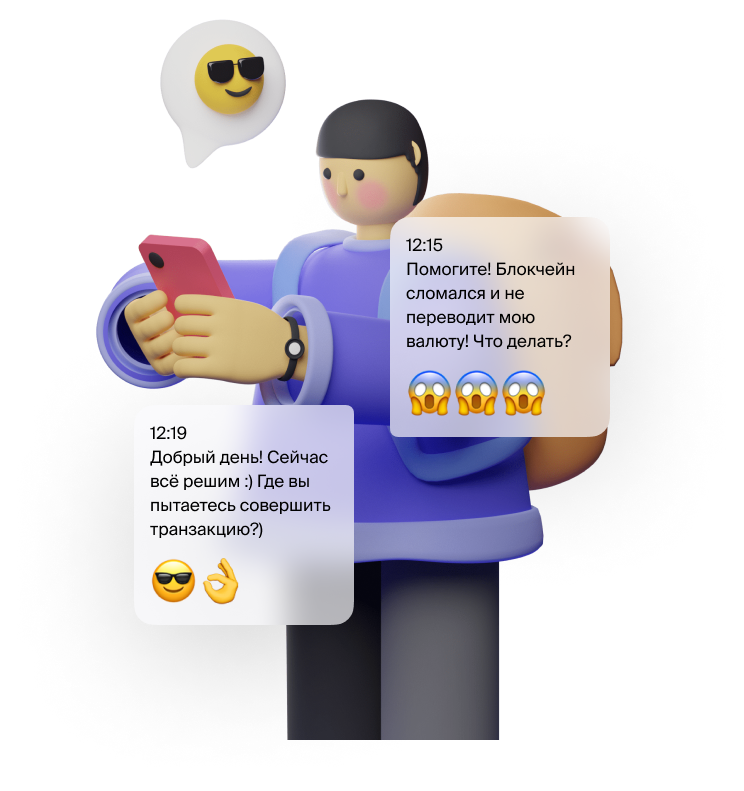 12:15
Помогите! Блокчейн
сломался и не
переводит мою
валюту! Что делать?
😱😱😱
12:19
Добрый день! Сейчас
всё решим :) Где вы
пытаетесь совершить
транзакцию?)
😎👌